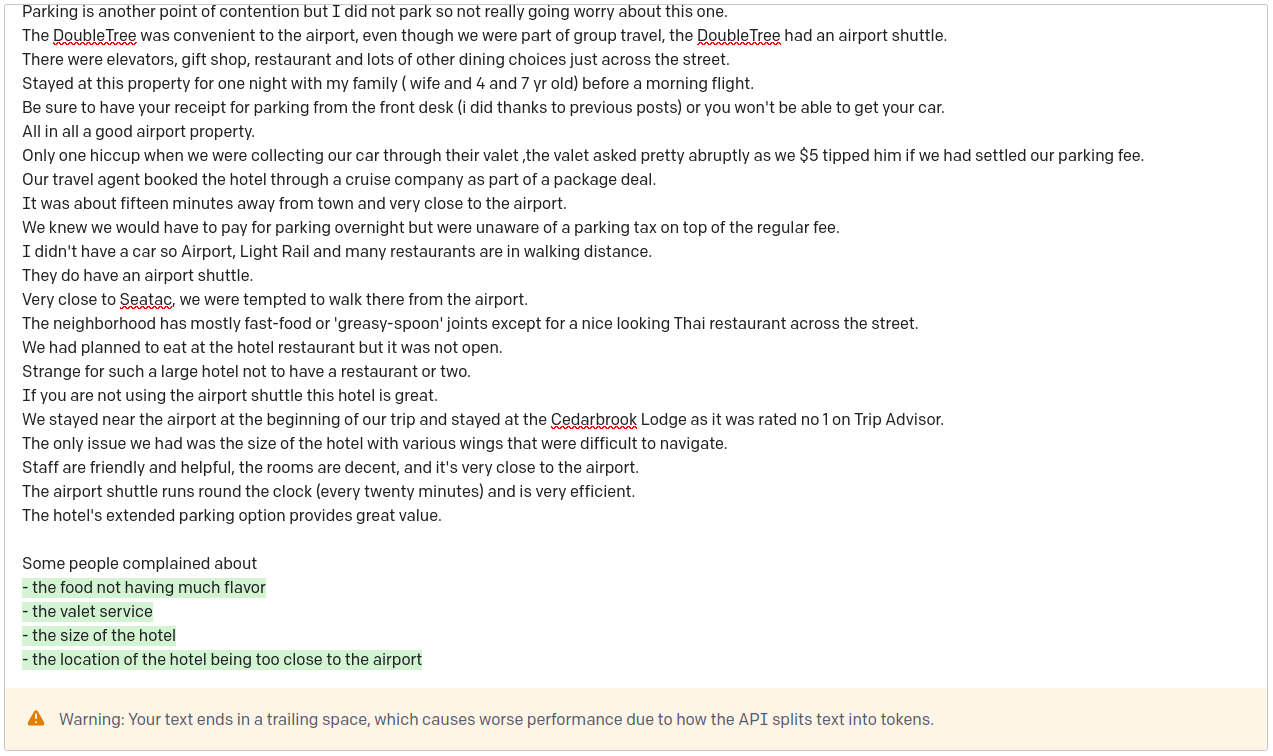 Parking is another point of contention but I did not park so not really going worry about this one.
The DoubleTree was convenient to the airport, even though we were part of group travel, the DoubleTree had an airport shuttle.
There were elevators, gift shop, restaurant and lots of other dining choices just across the street.
Stayed at this property for one night with my family ( wife and 4 and 7 yr old) before a morning flight.
Be sure to have your receipt for parking from the front desk (i did thanks to previous posts) or you won't be able to get your car.
All in all a good airport property.
Only one hiccup when we were collecting our car through their valet ,the valet asked pretty abruptly as we $5 tipped him if we had settled our parking fee.
Our travel agent booked the hotel through a cruise company as part of a package deal.
It was about fifteen minutes away from town and very close to the airport.
We knew we would have to pay for parking overnight but were unaware of a parking tax on top of the regular fee.
I didn't have a car so Airport, Light Rail and many restaurants are in walking distance.
They do have an airport shuttle.
Very close to Seatac, we were tempted to walk there from the airport.
The neighborhood has mostly fast-food or 'greasy-spoon' joints except for a nice looking Thai restaurant across the street.
We had planned to eat at the hotel restaurant but it was not open.
Strange for such a large hotel not to have a restaurant or two.
If you are not using the airport shuttle this hotel is great.
We stayed near the airport at the beginning of our trip and stayed at the Cedarbrook Lodge as it was rated no 1 on Trip Advisor.
The only issue we had was the size of the hotel with various wings that were difficult to navigate.
Staff are friendly and helpful, the rooms are decent, and it's very close to the airport.
The airport shuttle runs round the clock (every twenty minutes) and is very efficient.
The hotel's extended parking option provides great value.
Some people complained about
- the food not having much flavor
- the valet service
- the size of the hotel
- the location of the hotel being too close to the airport
Warning: Your text ends in a trailing space, which causes worse performance due to how the API splits text into tokens.